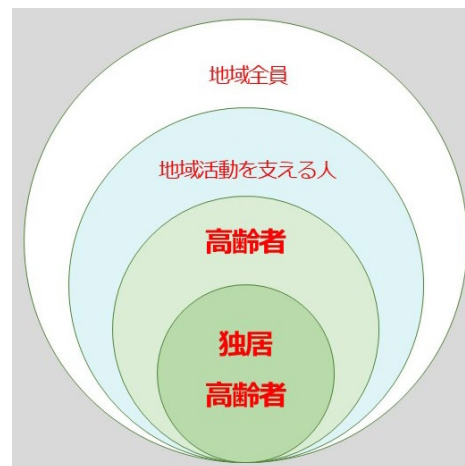 地域全員
地域活動を支える人
高齢者
独居
高齢者